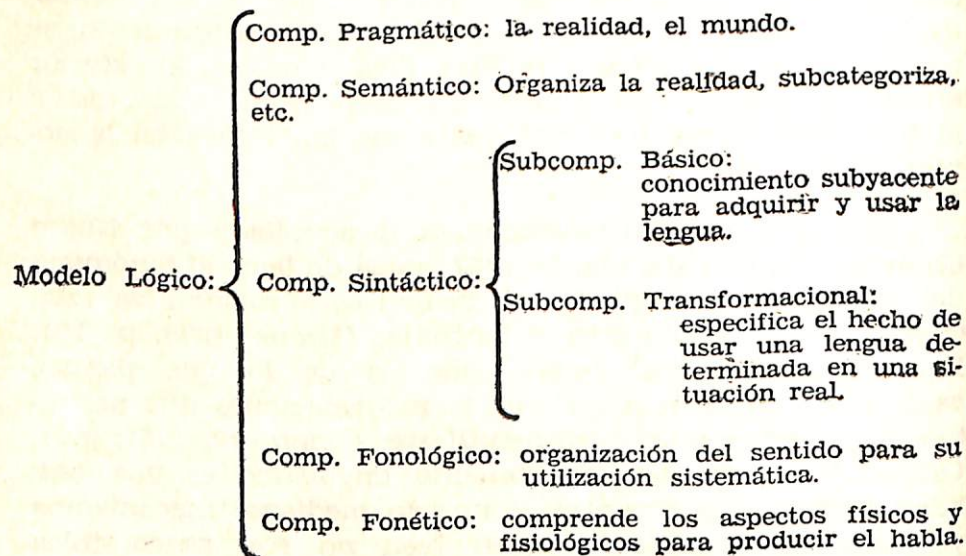 Comp. Pragmático: la realidad, el mundo.
Comp. Semántico: Organiza la realidad, subcategoriza,
etc.
Subcomp. Básico:
conocimiento subyacente
para adquirir y usar la
lengua.
Modelo Lógico:
Comp. Sintáctico:
Subcomp. Transformacional:
especifica el hecho de
usar una lengua de-
terminada en una si-
tuación real.
Comp. Fonológico: organización del sentido para su
utilización sistemática.
Comp. Fonético: comprende los aspectos físicos y
fisiológicos para producir el habla.